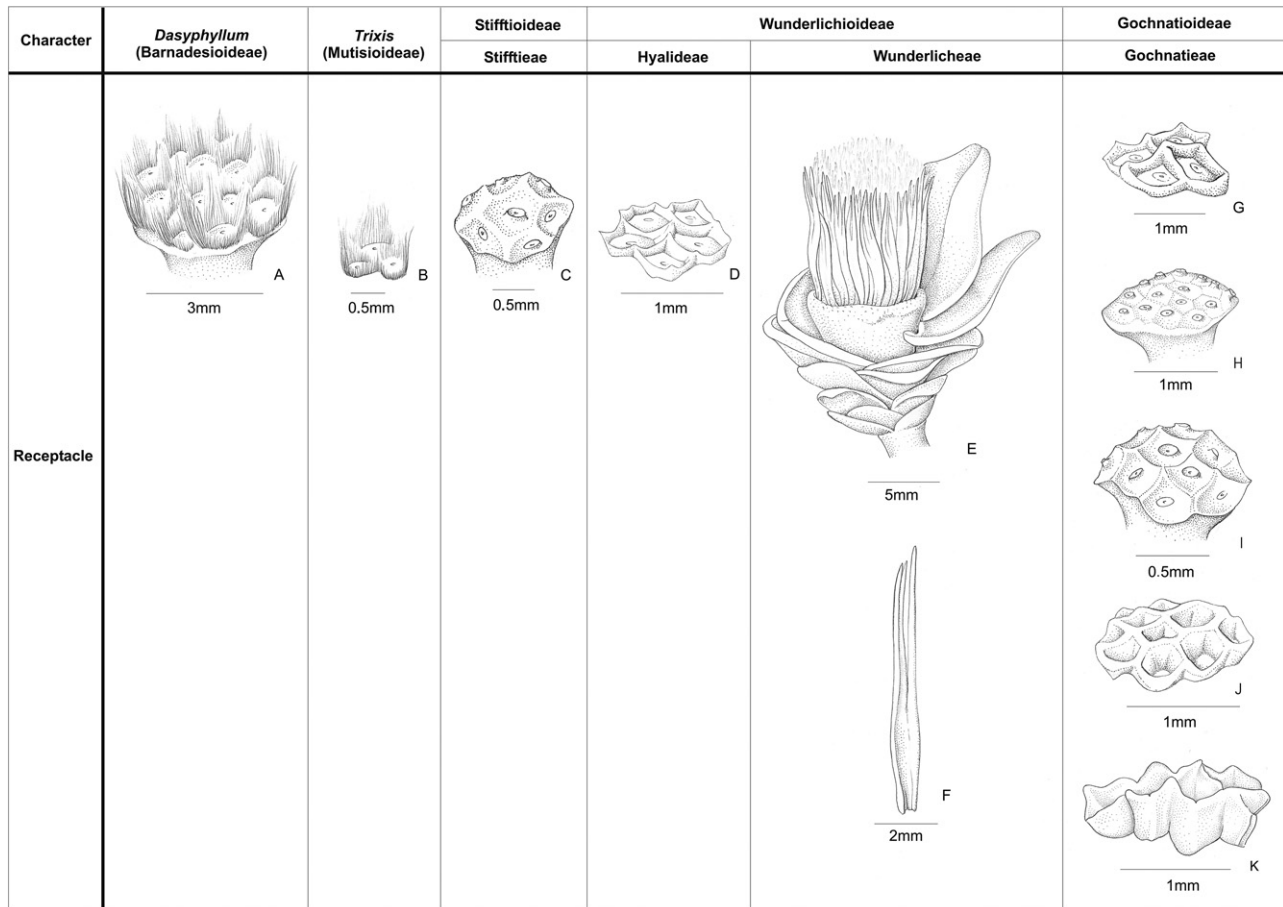 Character
Dasyphyllum
(Barnadesioideae)
Trixis
(Mutisioideae)
Stifftioideae
Wunderlichioideae
Gochnatioideae
Stifftieae
Hyalideae
Wunderlicheae
Gochnatieae
Receptacle
A
3mm
B
0.5mm
C
0.5mm
D
1mm
E
5mm
F
2mm
G
1mm
H
1mm
I
0.5mm
J
1mm
K
1mm